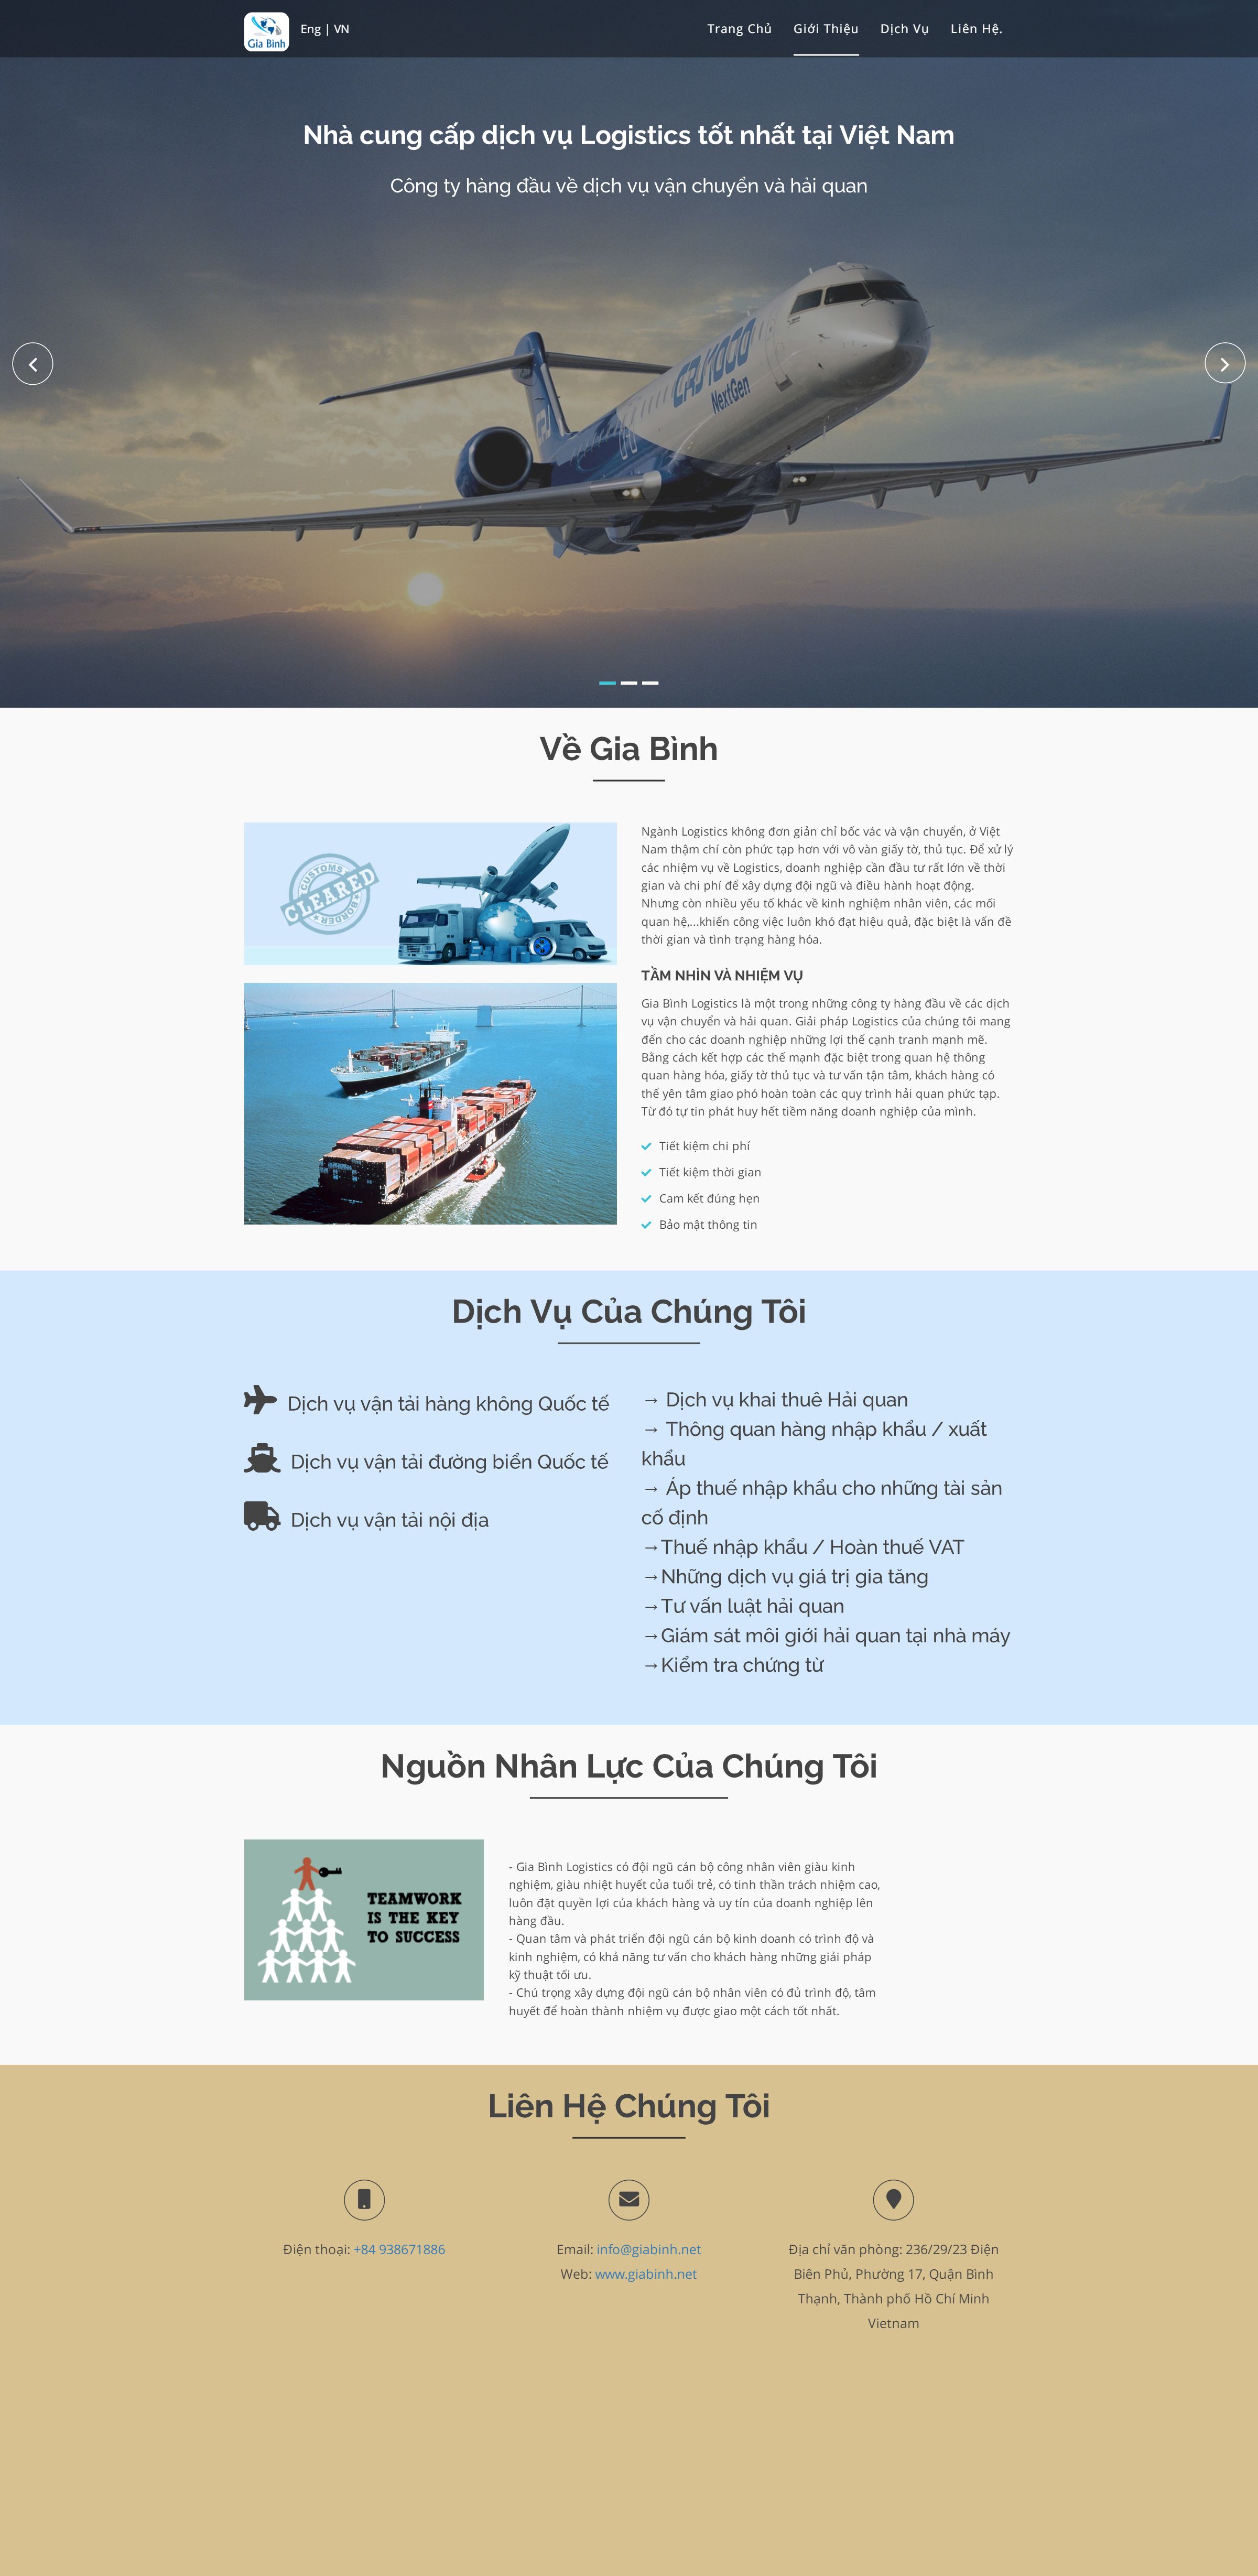 Gia Bình
Eng | VN
Trang Chủ Giới Thiệu Dịch Vụ Liên Hệ.
Nhà cung cấp dịch vụ Logistics tốt nhất tại Việt Nam
Công ty hàng đầu về dịch vụ vận chuyển và hải quan
CRJ1000
NextGen
Về Gia Bình
CUSTOMS
CLEARED
BORDER
Ngành Logistics không đơn giản chỉ bốc vác và vận chuyển, ở Việt
Nam thậm chí còn phức tạp hơn với vô vàn giấy tờ, thủ tục. Để xử lý
các nhiệm vụ về Logistics, doanh nghiệp cần đầu tư rất lớn về thời
gian và chi phí để xây dựng đội ngũ và điều hành hoạt động.
Nhưng còn nhiều yếu tố khác về kinh nghiệm nhân viên, các mối
quan hệ,...khiến công việc luôn khó đạt hiệu quả, đặc biệt là vấn đề
thời gian và tình trạng hàng hóa.
TẦM NHÌN VÀ NHIỆM VỤ
Gia Bình Logistics là một trong những công ty hàng đầu về các dịch
vụ vận chuyển và hải quan. Giải pháp Logistics của chúng tôi mang
đến cho các doanh nghiệp những lợi thế cạnh tranh mạnh mẽ.
Bằng cách kết hợp các thế mạnh đặc biệt trong quan hệ thông
quan hàng hóa, giấy tờ thủ tục và tư vấn tận tâm, khách hàng có
thể yên tâm giao phó hoàn toàn các quy trình hải quan phức tạp.
Từ đó tự tin phát huy hết tiềm năng doanh nghiệp của mình.
Tiết kiệm chi phí
Tiết kiệm thời gian
Cam kết đúng hẹn
Bảo mật thông tin
Dịch Vụ Của Chúng Tôi
Dịch vụ vận tải hàng không Quốc tế
Dịch vụ vận tải đường biển Quốc tế
Dịch vụ vận tải nội địa
→ Dịch vụ khai thuê Hải quan
→ Thông quan hàng nhập khẩu / xuất
khẩu
→ Áp thuế nhập khẩu cho những tài sản
cố định
→Thuế nhập khẩu / Hoàn thuế VAT
→Những dịch vụ giá trị gia tăng
→Tư vấn luật hải quan
→Giám sát môi giới hải quan tại nhà máy
→Kiểm tra chứng từ
Nguồn Nhân Lực Của Chúng Tôi
TEAMWORK
IS THE KEY
TO SUCCESS
- Gia Bình Logistics có đội ngũ cán bộ công nhân viên giàu kinh
nghiệm, giàu nhiệt huyết của tuổi trẻ, có tinh thần trách nhiệm cao,
luôn đặt quyền lợi của khách hàng và uy tín của doanh nghiệp lên
hàng đầu.
- Quan tâm và phát triển đội ngũ cán bộ kinh doanh có trình độ và
kinh nghiệm, có khả năng tư vấn cho khách hàng những giải pháp
kỹ thuật tối ưu.
- Chú trọng xây dựng đội ngũ cán bộ nhân viên có đủ trình độ, tâm
huyết để hoàn thành nhiệm vụ được giao một cách tốt nhất.
Liên Hệ Chúng Tôi
Điện thoại: +84 938671886
Email: info@giabinh.net
Web: www.giabinh.net
Địa chỉ văn phòng: 236/29/23 Điện
Biên Phủ, Phường 17, Quận Bình
Thạnh, Thành phố Hồ Chí Minh
Vietnam